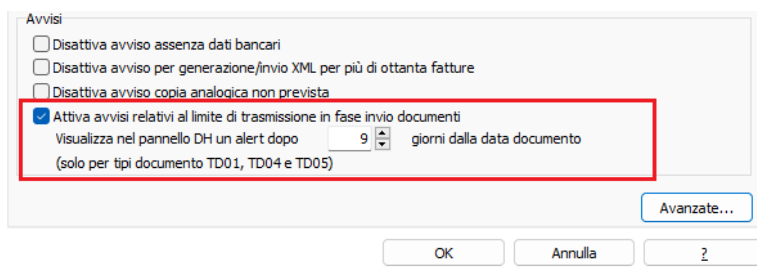 Avvisi
Disattiva avviso assenza dati bancari
Disattiva avviso per generazione/invio XML per più di ottanta fatture
Disattiva avviso copia analogica non prevista
Attiva avvisi relativi al limite di trasmissione in fase invio documenti
Visualizza nel pannello DH un alert dopo 9 giorni dalla data documento
(solo per tipi documento TD01, TD04 e TD05)
Avanzate...
OK Annulla ?